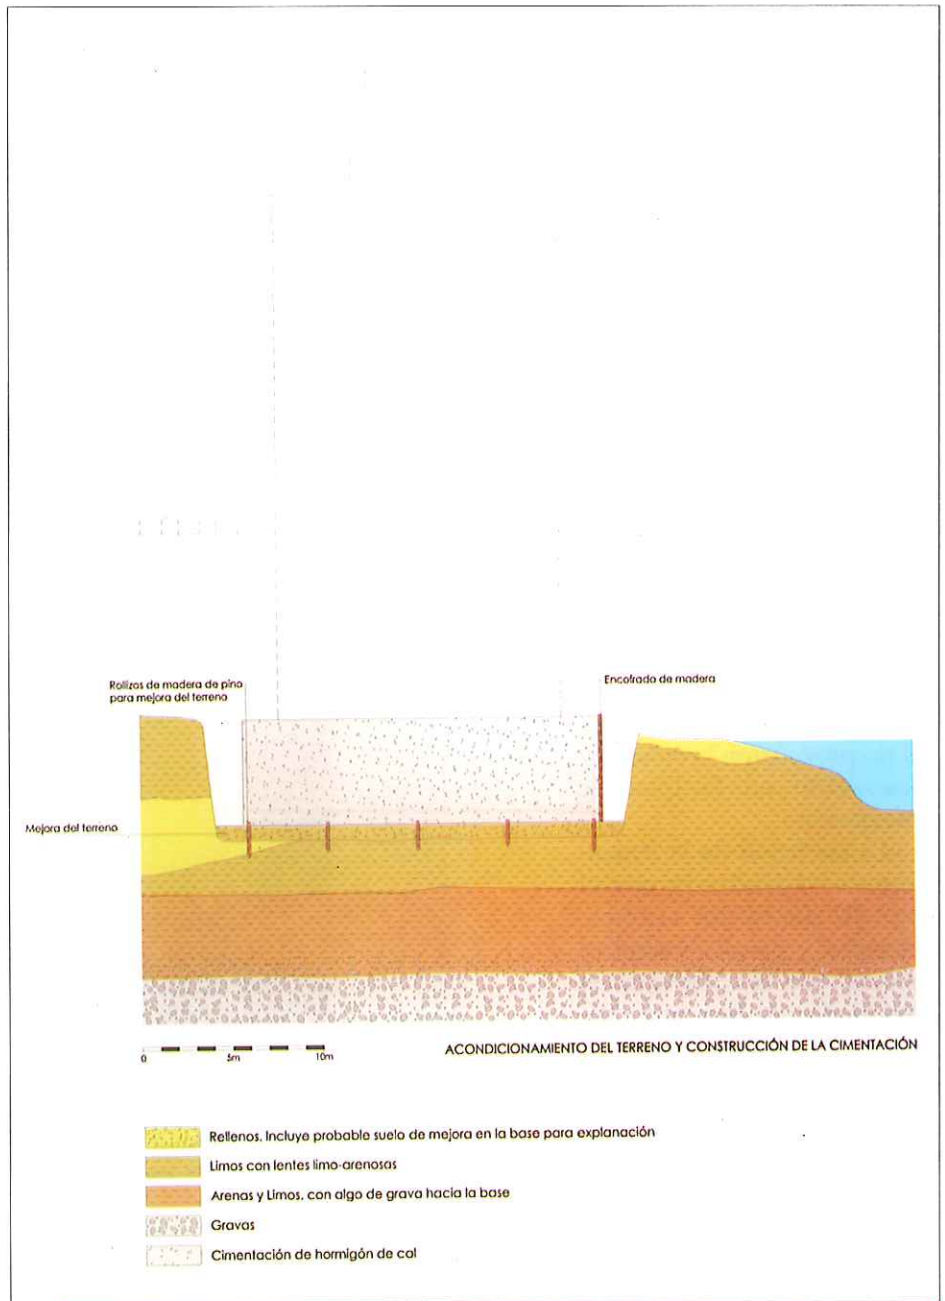 Rollizos de madera de pino
para mejora del terreno
Encofrado de madera
Mejora del terreno
0 5m 10m
ACONDICIONAMIENTO DEL TERRENO Y CONSTRUCCIÓN DE LA CIMENTACIÓN
Rellenos. Incluye probable suelo de mejora en la base para explanación
Limos con lentes limo-arenosas
Arenas y Limos, con algo de grava hacia la base
Gravas
Cimentación de hormigón de cal